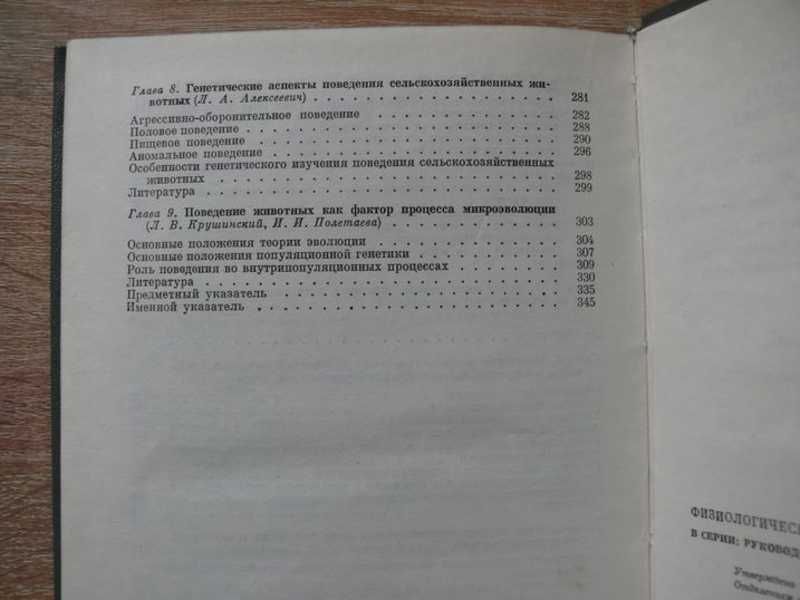 Глава 8. Генетические аспекты поведения сельскохозяйственных жи-
вотных (Л. А. Алексеевич) . . . . . . . . . . . . . . 281
Агрессивно-оборонительное поведение . . . . . . . . . . . 282
Половое поведение . . . . . . . . . . . . . . . . . . 288
Пищевое поведение . . . . . . . . . . . . . . . . . . 290
Аномальное поведение . . . . . . . . . . . . . . . . . 296
Особенности генетического изучения поведения сельскохозяйственных
животных . . . . . . . . . . . . . . . . . . . 298
Литература . . . . . . . . . . . . . . . . . . . . . 299
Глава 9. Поведение животных как фактор процесса микроэволюции
(Л. В. Крушинский, И. И. Полетаева) . . . . . . . . . 303
Основные положения теории эволюции . . . . . . . . . . . 304
Основные положения популяционной генетики . . . . . . . . 307
Роль поведения во внутрипопуляционных процессах . . . . . . 309
Литература . . . . . . . . . . . . . . . . . . . . . 330
Предметный указатель . . . . . . . . . . . . . . . . . 335
Именной указатель . . . . . . . . . . . . . . . . . . 345
ФИЗИОЛОГИЧЕС
В СЕРИИ: РУКОВОД
Утверждено
Отделением